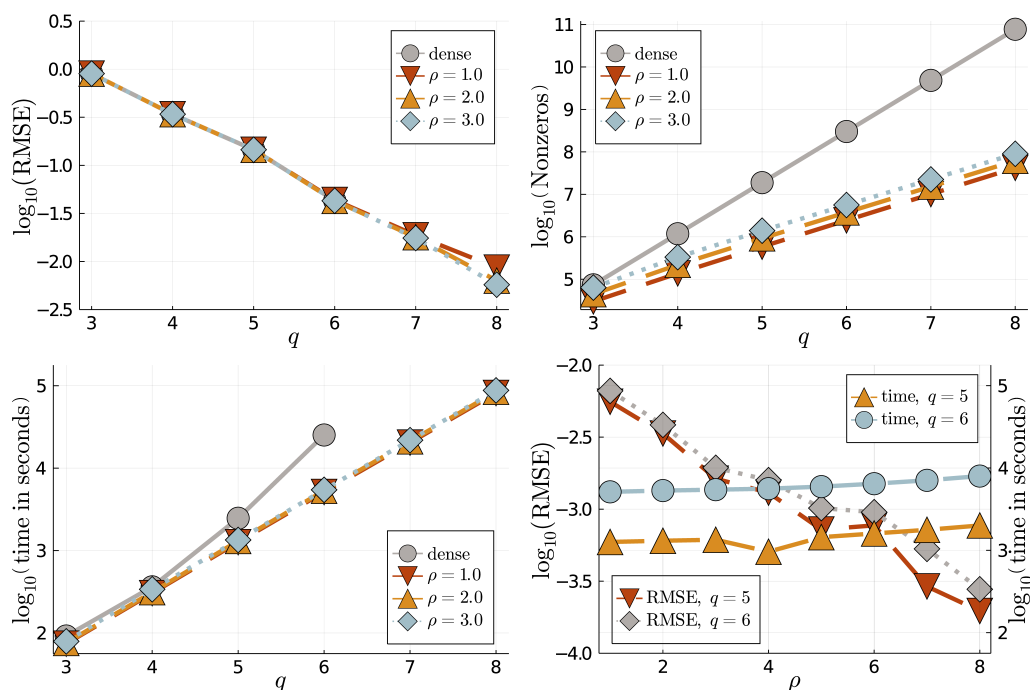 log₁₀(RMSE)
0.5
0.0
−0.5
−1.0
−1.5
−2.0
−2.5
3 4 5 6 7 8
q
dense
ρ = 1.0
ρ = 2.0
ρ = 3.0
log₁₀(Nonzeros)
11
10
9
8
7
6
5
3 4 5 6 7 8
q
dense
ρ = 1.0
ρ = 2.0
ρ = 3.0
log₁₀(time in seconds)
5
4
3
2
3 4 5 6 7 8
q
dense
ρ = 1.0
ρ = 2.0
ρ = 3.0
log₁₀(RMSE)
−2.0
−2.5
−3.0
−3.5
−4.0
2 4 6 8
ρ
time, q = 5
time, q = 6
RMSE, q = 5
RMSE, q = 6
5
4
3
2
log₁₀(time in seconds)